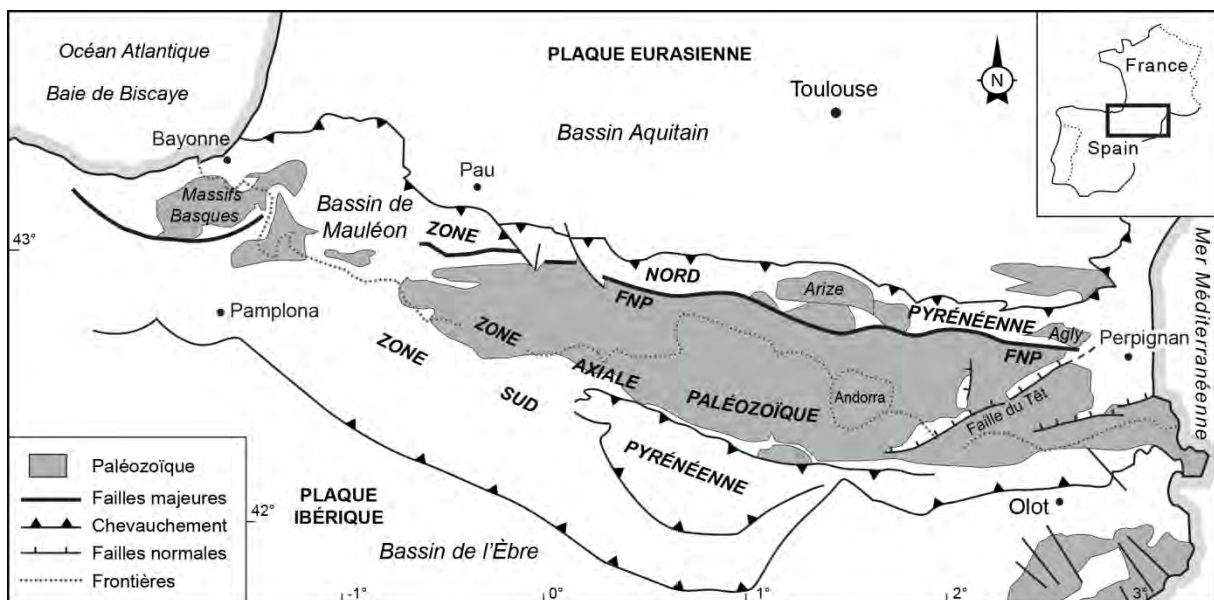 Océan Atlantique
Baie de Biscaye
PLAQUE EURASIENNE
N
Toulouse
France
Spain
Bassin Aquitain
Bayonne
Pau
Massifs
Basques
Bassin de
Mauléon
ZONE
NORD
PYRÉNÉENNE
43°
FNP
Arize
Agly
FNP
Perpignan
Mer Méditerranéenne
Pamplona
ZONE
AXIALE
PALÉOZOÏQUE
Andorra
Faille du Têt
ZONE
SUD
PYRÉNÉENNE
Olot
PLAQUE
IBÉRIQUE
42°
Bassin de l'Èbre
Paléozoïque
Failles majeures
Chevauchement
Failles normales
Frontières
-1°
0°
1°
2°
3°